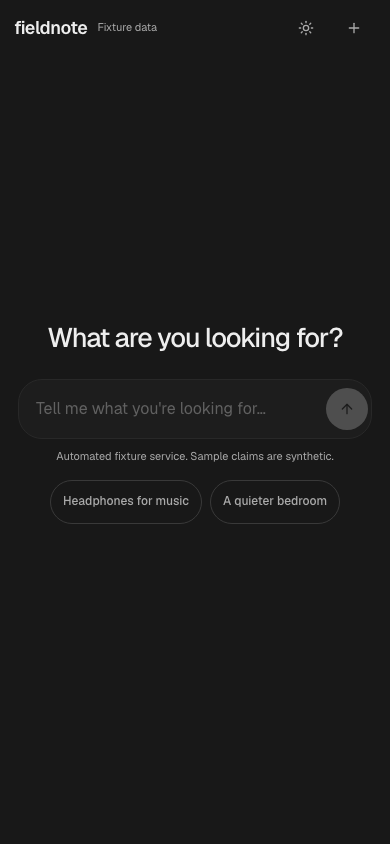 fieldnote Fixture data
What are you looking for?
Tell me what you're looking for...
Automated fixture service. Sample claims are synthetic.
Headphones for music
A quieter bedroom